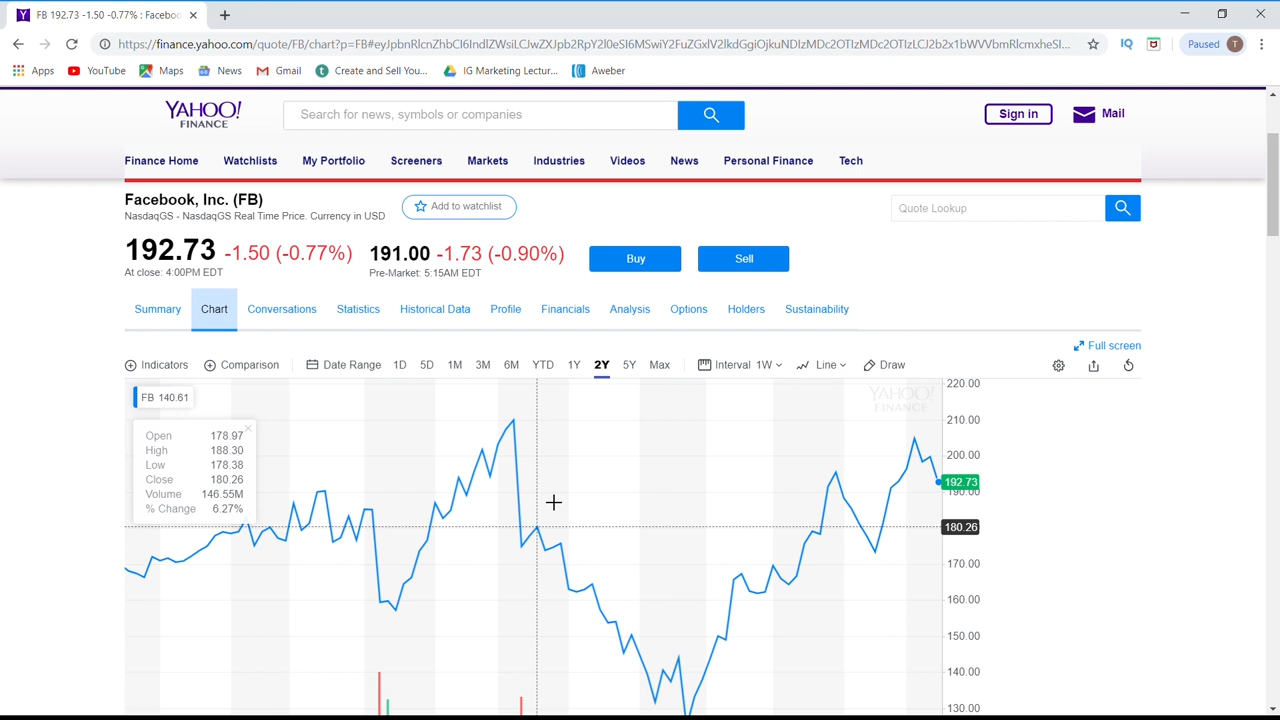 FB 192.73 -1.50 -0.77% : Facebo
https://finance.yahoo.com/quote/FB/chart?p=FB#eyJpbnRlcnZhbCI6IndlZWsiLCJwZXJpb2RpY2l0eSI6MSwiY2FuZGxlV2lkdGgiOjkuNDIzMDc2OTIzMDc2OTIzLCJ2b2x1bWVVbmRlcmxheSI...
Paused T
Apps YouTube Maps News Gmail Create and Sell You... IG Marketing Lectur... Aweber
YAHOO!
FINANCE
Search for news, symbols or companies
Sign in Mail
Finance Home Watchlists My Portfolio Screeners Markets Industries Videos News Personal Finance Tech
Facebook, Inc. (FB)
NasdaqGS - NasdaqGS Real Time Price. Currency in USD
Add to watchlist
Quote Lookup
192.73 -1.50 (-0.77%) 191.00 -1.73 (-0.90%)
At close: 4:00PM EDT Pre-Market: 5:15AM EDT
Buy Sell
Summary Chart Conversations Statistics Historical Data Profile Financials Analysis Options Holders Sustainability
Full screen
Indicators Comparison Date Range 1D 5D 1M 3M 6M YTD 1Y 2Y 5Y Max Interval 1W Line Draw
FB 140.61
YAHOO!
FINANCE
Open 178.97
High 188.30
Low 178.38
Close 180.26
Volume 146.55M
% Change 6.27%
220.00
210.00
200.00
192.73
190.00
180.26
170.00
160.00
150.00
140.00
130.00